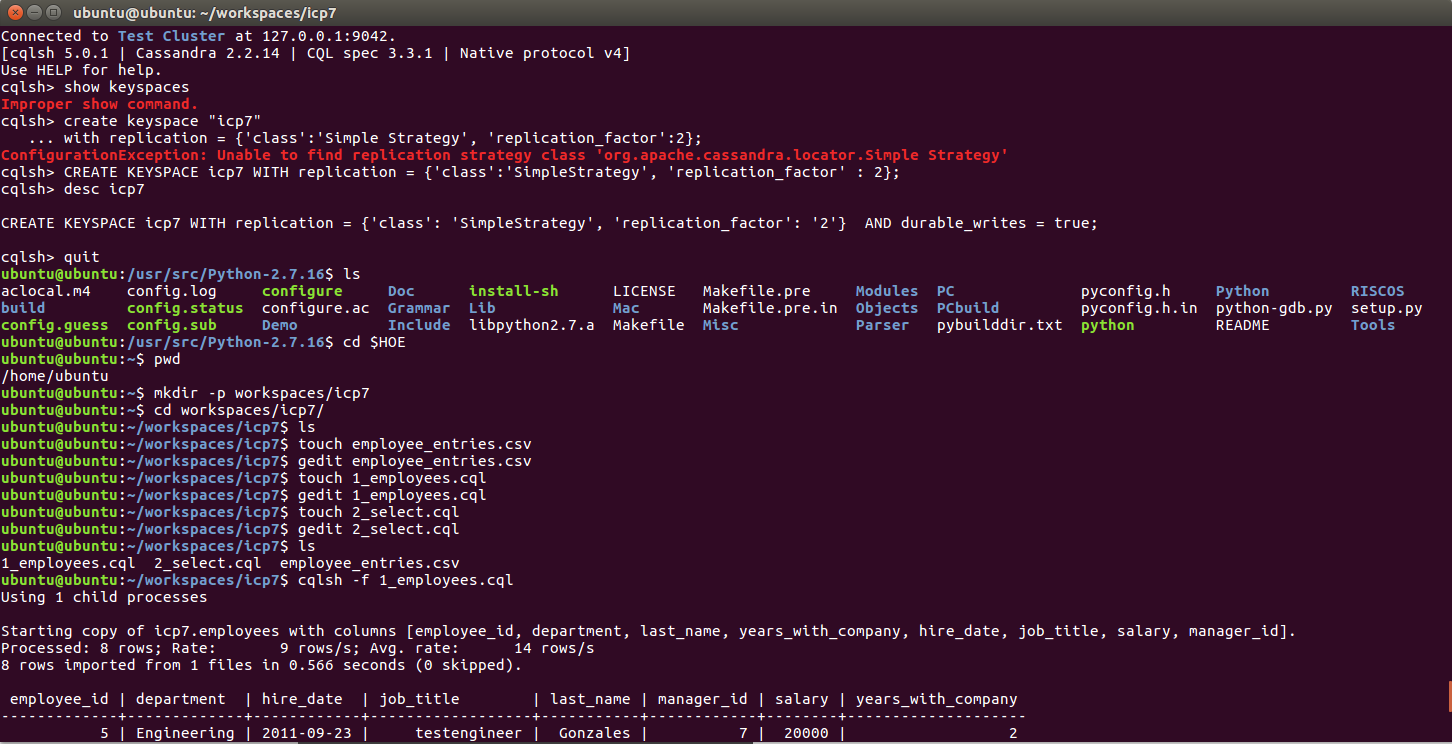 ubuntu@ubuntu: ~/workspaces/icp7
Connected to Test Cluster at 127.0.0.1:9042.
[cqlsh 5.0.1 | Cassandra 2.2.14 | CQL spec 3.3.1 | Native protocol v4]
Use HELP for help.
cqlsh> show keyspaces
Improper show command.
cqlsh> create keyspace "icp7"
   ... with replication = {'class':'Simple Strategy', 'replication_factor':2};
ConfigurationException: Unable to find replication strategy class 'org.apache.cassandra.locator.Simple Strategy'
cqlsh> CREATE KEYSPACE icp7 WITH replication = {'class':'SimpleStrategy', 'replication_factor' : 2};
cqlsh> desc icp7
CREATE KEYSPACE icp7 WITH replication = {'class': 'SimpleStrategy', 'replication_factor': '2'}  AND durable_writes = true;
cqlsh> quit
ubuntu@ubuntu:/usr/src/Python-2.7.16$ ls
aclocal.m4    config.log     configure     Doc      install-sh      LICENSE   Makefile.pre     Modules  PC             pyconfig.h     Python         RISCOS
build         config.status  configure.ac  Grammar  Lib             Mac       Makefile.pre.in  Objects  PCbuild        pyconfig.h.in  python-gdb.py  setup.py
config.guess  config.sub     Demo          Include  libpython2.7.a  Makefile  Misc             Parser   pybuilddir.txt  python         README         Tools
ubuntu@ubuntu:/usr/src/Python-2.7.16$ cd $HOE
ubuntu@ubuntu:~$ pwd
/home/ubuntu
ubuntu@ubuntu:~$ mkdir -p workspaces/icp7
ubuntu@ubuntu:~$ cd workspaces/icp7/
ubuntu@ubuntu:~/workspaces/icp7$ ls
ubuntu@ubuntu:~/workspaces/icp7$ touch employee_entries.csv
ubuntu@ubuntu:~/workspaces/icp7$ gedit employee_entries.csv
ubuntu@ubuntu:~/workspaces/icp7$ touch 1_employees.cql
ubuntu@ubuntu:~/workspaces/icp7$ gedit 1_employees.cql
ubuntu@ubuntu:~/workspaces/icp7$ touch 2_select.cql
ubuntu@ubuntu:~/workspaces/icp7$ gedit 2_select.cql
ubuntu@ubuntu:~/workspaces/icp7$ ls
1_employees.cql  2_select.cql  employee_entries.csv
ubuntu@ubuntu:~/workspaces/icp7$ cqlsh -f 1_employees.cql
Using 1 child processes
Starting copy of icp7.employees with columns [employee_id, department, last_name, years_with_company, hire_date, job_title, salary, manager_id].
Processed: 8 rows; Rate:       9 rows/s; Avg. rate:      14 rows/s
8 rows imported from 1 files in 0.566 seconds (0 skipped).
 employee_id | department  | hire_date  | job_title        | last_name | manager_id | salary | years_with_company
-------------+-------------+------------+------------------+-----------+------------+--------+--------------------
           5 | Engineering | 2011-09-23 |     testengineer |  Gonzales |          7 |  20000 |                  2